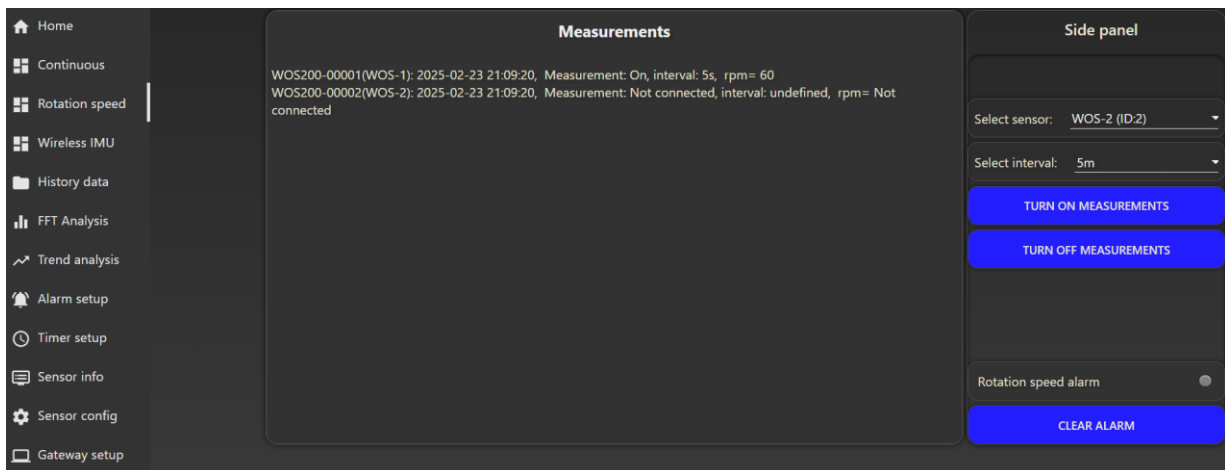 Home
Continuous
Rotation speed
Wireless IMU
History data
FFT Analysis
Trend analysis
Alarm setup
Timer setup
Sensor info
Sensor config
Gateway setup
Measurements
WOS200-00001(WOS-1): 2025-02-23 21:09:20, Measurement: On, interval: 5s, rpm= 60
WOS200-00002(WOS-2): 2025-02-23 21:09:20, Measurement: Not connected, interval: undefined, rpm= Not
connected
Side panel
Select sensor: WOS-2 (ID:2)
Select interval: 5m
TURN ON MEASUREMENTS
TURN OFF MEASUREMENTS
Rotation speed alarm
CLEAR ALARM